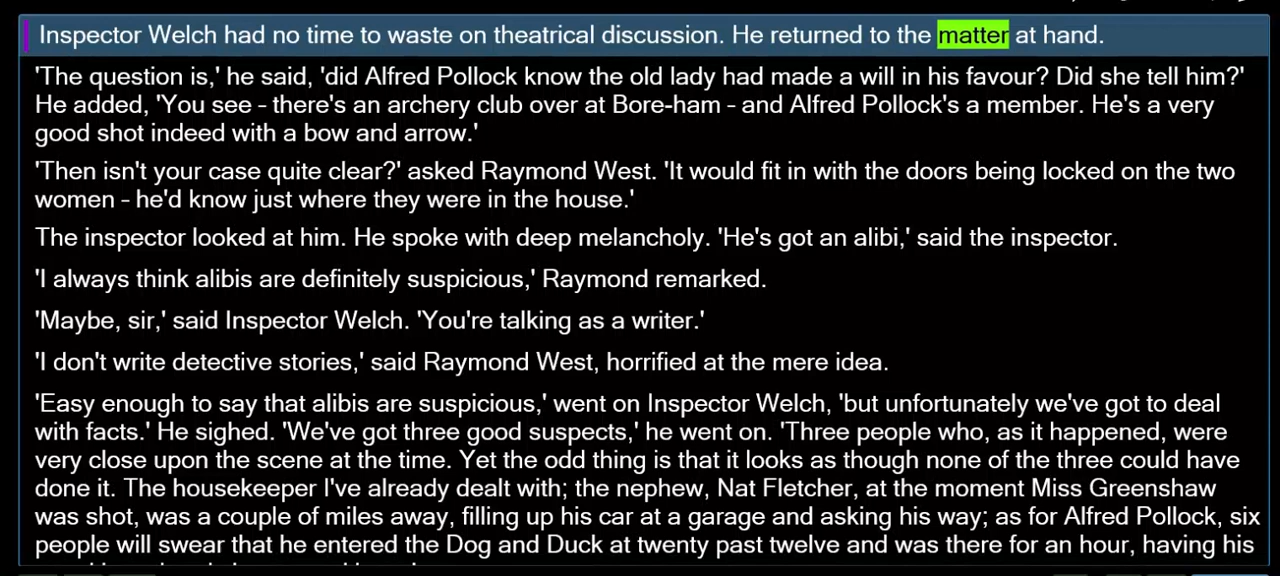 Inspector Welch had no time to waste on theatrical discussion. He returned to the matter at hand.
'The question is,' he said, 'did Alfred Pollock know the old lady had made a will in his favour? Did she tell him?'
He added, 'You see - there's an archery club over at Bore-ham - and Alfred Pollock's a member. He's a very
good shot indeed with a bow and arrow.'
'Then isn't your case quite clear?' asked Raymond West. 'It would fit in with the doors being locked on the two
women - he'd know just where they were in the house.'
The inspector looked at him. He spoke with deep melancholy. 'He's got an alibi,' said the inspector.
'I always think alibis are definitely suspicious,' Raymond remarked.
'Maybe, sir,' said Inspector Welch. 'You're talking as a writer.'
'I don't write detective stories,' said Raymond West, horrified at the mere idea.
'Easy enough to say that alibis are suspicious,' went on Inspector Welch, 'but unfortunately we've got to deal
with facts.' He sighed. 'We've got three good suspects,' he went on. 'Three people who, as it happened, were
very close upon the scene at the time. Yet the odd thing is that it looks as though none of the three could have
done it. The housekeeper I've already dealt with; the nephew, Nat Fletcher, at the moment Miss Greenshaw
was shot, was a couple of miles away, filling up his car at a garage and asking his way; as for Alfred Pollock, six
people will swear that he entered the Dog and Duck at twenty past twelve and was there for an hour, having his